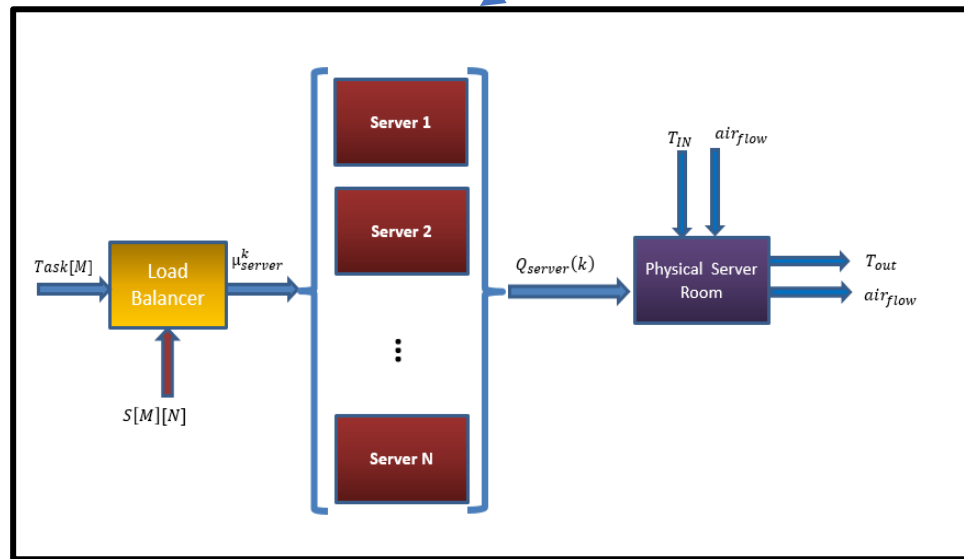 Task[M]
Load
Balancer
S[M][N]
μ^k_server
Server 1
Server 2
⋮
Server N
Q_server(k)
T_IN
air_flow
Physical Server
Room
T_out
air_flow